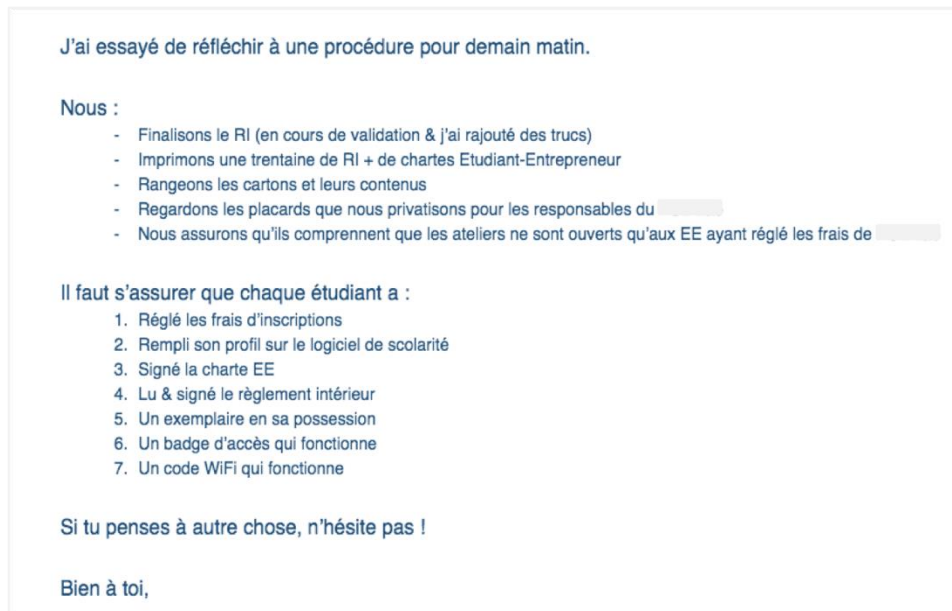 J'ai essayé de réfléchir à une procédure pour demain matin.
Nous :
- Finalisons le RI (en cours de validation & j'ai rajouté des trucs)
- Imprimons une trentaine de RI + de chartes Etudiant-Entrepreneur
- Rangeons les cartons et leurs contenus
- Regardons les placards que nous privatisons pour les responsables du
- Nous assurons qu'ils comprennent que les ateliers ne sont ouverts qu'aux EE ayant réglé les frais de
Il faut s'assurer que chaque étudiant a :
1. Réglé les frais d'inscriptions
2. Rempli son profil sur le logiciel de scolarité
3. Signé la charte EE
4. Lu & signé le règlement intérieur
5. Un exemplaire en sa possession
6. Un badge d'accès qui fonctionne
7. Un code WiFi qui fonctionne
Si tu penses à autre chose, n'hésite pas !
Bien à toi,